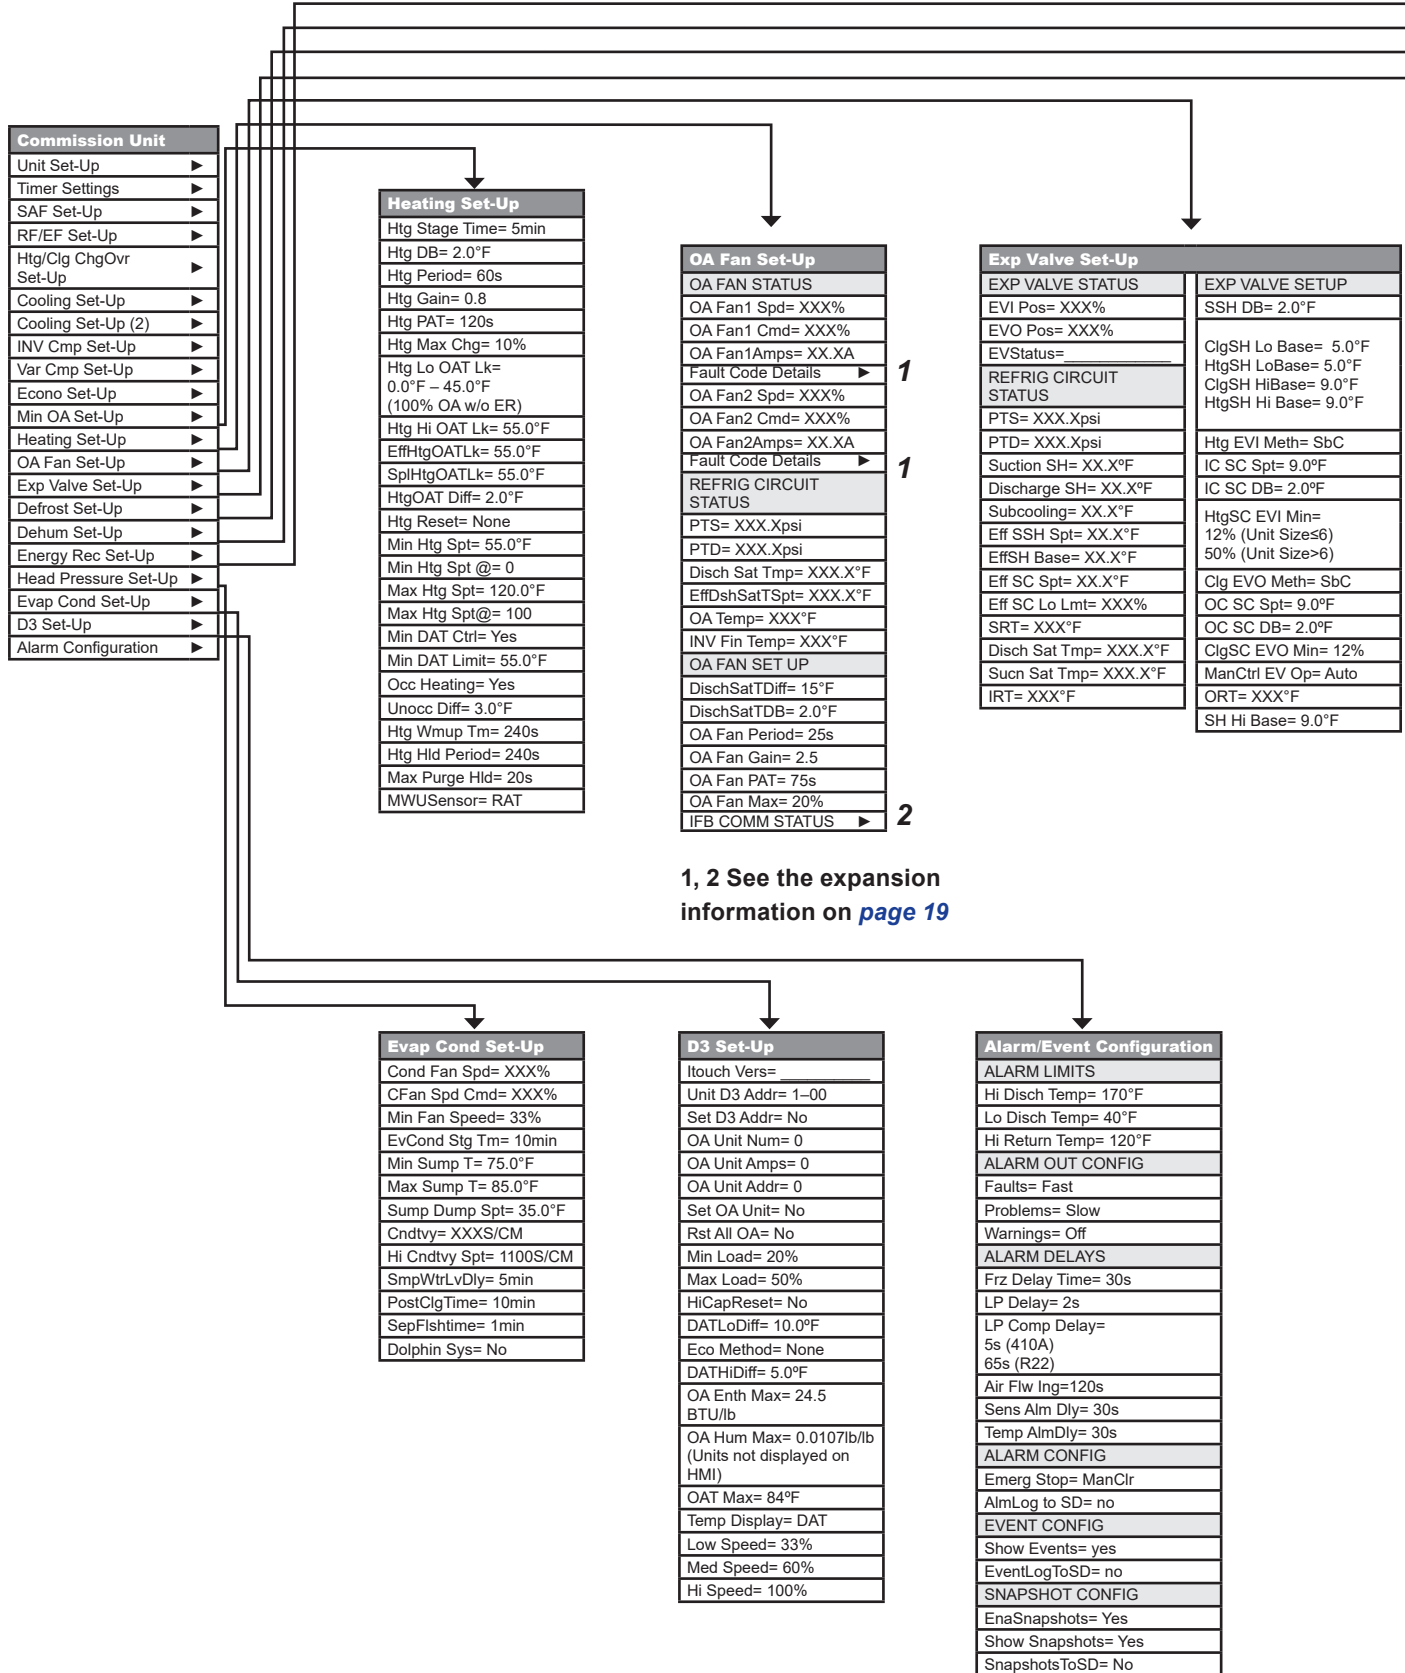 Commission Unit
Unit Set-Up ►
Timer Settings ►
SAF Set-Up ►
RF/EF Set-Up ►
Htg/Clg ChgOvr
Set-Up ►
Cooling Set-Up ►
Cooling Set-Up (2) ►
INV Cmp Set-Up ►
Var Cmp Set-Up ►
Econo Set-Up ►
Min OA Set-Up ►
Heating Set-Up ►
OA Fan Set-Up ►
Exp Valve Set-Up ►
Defrost Set-Up ►
Dehum Set-Up ►
Energy Rec Set-Up ►
Head Pressure Set-Up ►
Evap Cond Set-Up ►
D3 Set-Up ►
Alarm Configuration ►
Heating Set-Up
Htg Stage Time= 5min
Htg DB= 2.0°F
Htg Period= 60s
Htg Gain= 0.8
Htg PAT= 120s
Htg Max Chg= 10%
Htg Lo OAT Lk=
0.0°F – 45.0°F
(100% OA w/o ER)
Htg Hi OAT Lk= 55.0°F
EffHtgOATLk= 55.0°F
SplHtgOATLk= 55.0°F
HtgOAT Diff= 2.0°F
Htg Reset= None
Min Htg Spt= 55.0°F
Min Htg Spt @= 0
Max Htg Spt= 120.0°F
Max Htg Spt@= 100
Min DAT Ctrl= Yes
Min DAT Limit= 55.0°F
Occ Heating= Yes
Unocc Diff= 3.0°F
Htg Wmup Tm= 240s
Htg Hld Period= 240s
Max Purge Hld= 20s
MWUSensor= RAT
OA Fan Set-Up
OA FAN STATUS
OA Fan1 Spd= XXX%
OA Fan1 Cmd= XXX%
OA Fan1Amps= XX.XA
Fault Code Details ► 1
OA Fan2 Spd= XXX%
OA Fan2 Cmd= XXX%
OA Fan2Amps= XX.XA
Fault Code Details ► 1
REFRIG CIRCUIT
STATUS
PTS= XXX.Xpsi
PTD= XXX.Xpsi
Disch Sat Tmp= XXX.X°F
EffDshSatTSpt= XXX.X°F
OA Temp= XXX°F
INV Fin Temp= XXX°F
OA FAN SET UP
DischSatTDiff= 15°F
DischSatTDB= 2.0°F
OA Fan Period= 25s
OA Fan Gain= 2.5
OA Fan PAT= 75s
OA Fan Max= 20%
IFB COMM STATUS ► 2
1, 2 See the expansion
information on page 19
Exp Valve Set-Up
EXP VALVE STATUS
EVI Pos= XXX%
EVO Pos= XXX%
EVStatus=_____________
REFRIG CIRCUIT
STATUS
PTS= XXX.Xpsi
PTD= XXX.Xpsi
Suction SH= XX.XºF
Discharge SH= XX.XºF
Subcooling= XX.X°F
Eff SSH Spt= XX.X°F
EffSH Base= XX.X°F
Eff SC Spt= XX.X°F
Eff SC Lo Lmt= XXX%
SRT= XXX°F
Disch Sat Tmp= XXX.X°F
Sucn Sat Tmp= XXX.X°F
IRT= XXX°F
EXP VALVE SETUP
SSH DB= 2.0°F
ClgSH Lo Base= 5.0°F
HtgSH LoBase= 5.0°F
ClgSH HiBase= 9.0°F
HtgSH Hi Base= 9.0°F
Htg EVI Meth= SbC
IC SC Spt= 9.0ºF
IC SC DB= 2.0ºF
HtgSC EVI Min=
12% (Unit Size≤6)
50% (Unit Size>6)
Clg EVO Meth= SbC
OC SC Spt= 9.0ºF
OC SC DB= 2.0ºF
ClgSC EVO Min= 12%
ManCtrl EV Op= Auto
ORT= XXX°F
SH Hi Base= 9.0°F
Evap Cond Set-Up
Cond Fan Spd= XXX%
CFan Spd Cmd= XXX%
Min Fan Speed= 33%
EvCond Stg Tm= 10min
Min Sump T= 75.0°F
Max Sump T= 85.0°F
Sump Dump Spt= 35.0°F
Cndtvy= XXXS/CM
Hi Cndtvy Spt= 1100S/CM
SmpWtrLvDly= 5min
PostClgTime= 10min
SepFlshtime= 1min
Dolphin Sys= No
D3 Set-Up
Itouch Vers= ___________
Unit D3 Addr= 1–00
Set D3 Addr= No
OA Unit Num= 0
OA Unit Amps= 0
OA Unit Addr= 0
Set OA Unit= No
Rst All OA= No
Min Load= 20%
Max Load= 50%
HiCapReset= No
DATLoDiff= 10.0ºF
Eco Method= None
DATHiDiff= 5.0ºF
OA Enth Max= 24.5
BTU/lb
OA Hum Max= 0.0107lb/lb
(Units not displayed on
HMI)
OAT Max= 84ºF
Temp Display= DAT
Low Speed= 33%
Med Speed= 60%
Hi Speed= 100%
Alarm/Event Configuration
ALARM LIMITS
Hi Disch Temp= 170°F
Lo Disch Temp= 40°F
Hi Return Temp= 120°F
ALARM OUT CONFIG
Faults= Fast
Problems= Slow
Warnings= Off
ALARM DELAYS
Frz Delay Time= 30s
LP Delay= 2s
LP Comp Delay=
5s (410A)
65s (R22)
Air Flw Ing=120s
Sens Alm Dly= 30s
Temp AlmDly= 30s
ALARM CONFIG
Emerg Stop= ManClr
AlmLog to SD= no
EVENT CONFIG
Show Events= yes
EventLogToSD= no
SNAPSHOT CONFIG
EnaSnapshots= Yes
Show Snapshots= Yes
SnapshotsToSD= No